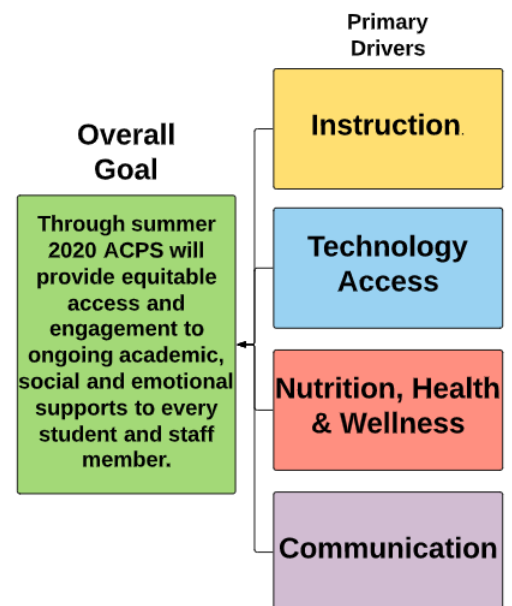 Primary
Drivers
Instruction.
Overall
Goal
Through summer
2020 ACPS will
provide equitable
access and
engagement to
ongoing academic,
social and emotional
supports to every
student and staff
member.
Technology
Access
Nutrition, Health
& Wellness
Communication